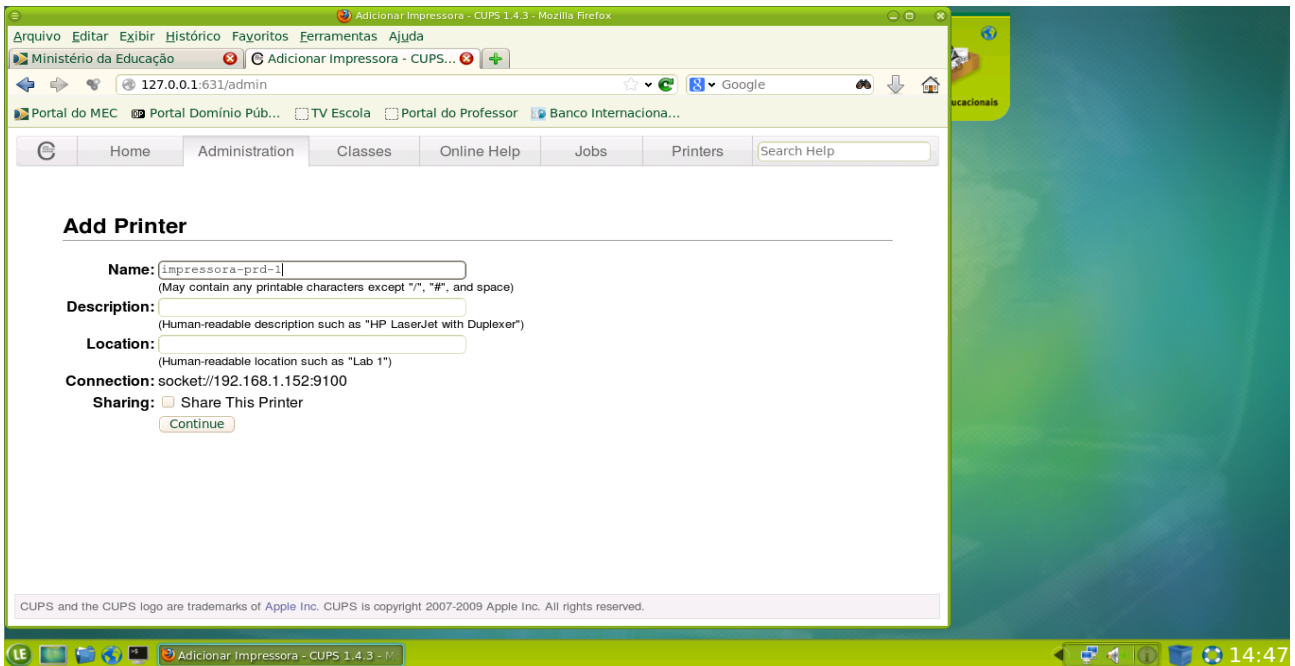 Adicionar Impressora - CUPS 1.4.3 - Mozilla Firefox
Arquivo Editar Exibir Histórico Favoritos Ferramentas Ajuda
Ministério da Educação Adicionar Impressora - CUPS...
127.0.0.1:631/admin Google
Portal do MEC Portal Domínio Púb... TV Escola Portal do Professor Banco Internaciona...
ucacionais
Home Administration Classes Online Help Jobs Printers Search Help
Add Printer
Name: impressora-prd-1
(May contain any printable characters except "/", "#", and space)
Description:
(Human-readable description such as "HP LaserJet with Duplexer")
Location:
(Human-readable location such as "Lab 1")
Connection: socket://192.168.1.152:9100
Sharing: Share This Printer
Continue
CUPS and the CUPS logo are trademarks of Apple Inc. CUPS is copyright 2007-2009 Apple Inc. All rights reserved.
LE Adicionar Impressora - CUPS 1.4.3 - M 14:47